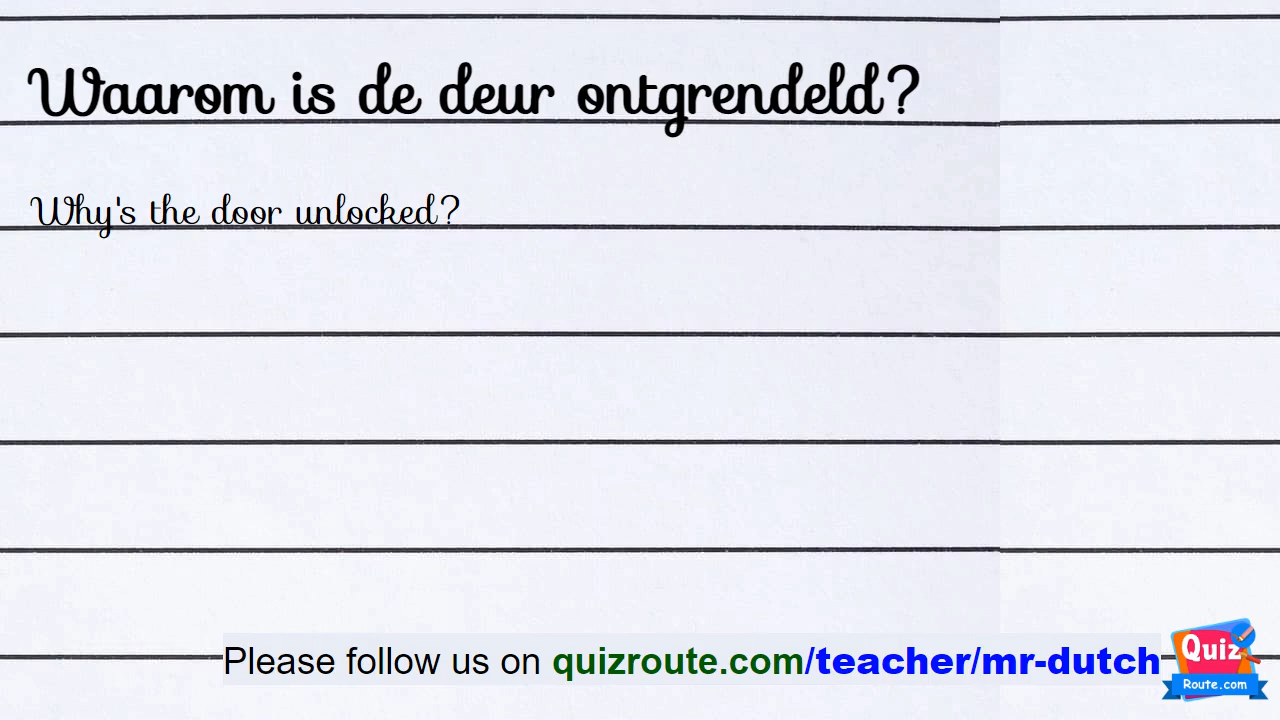 Waarom is de deur ontgrendeld?
Why's the door unlocked?
Please follow us on quizroute.com/teacher/mr-dutch
Quiz
Route.com